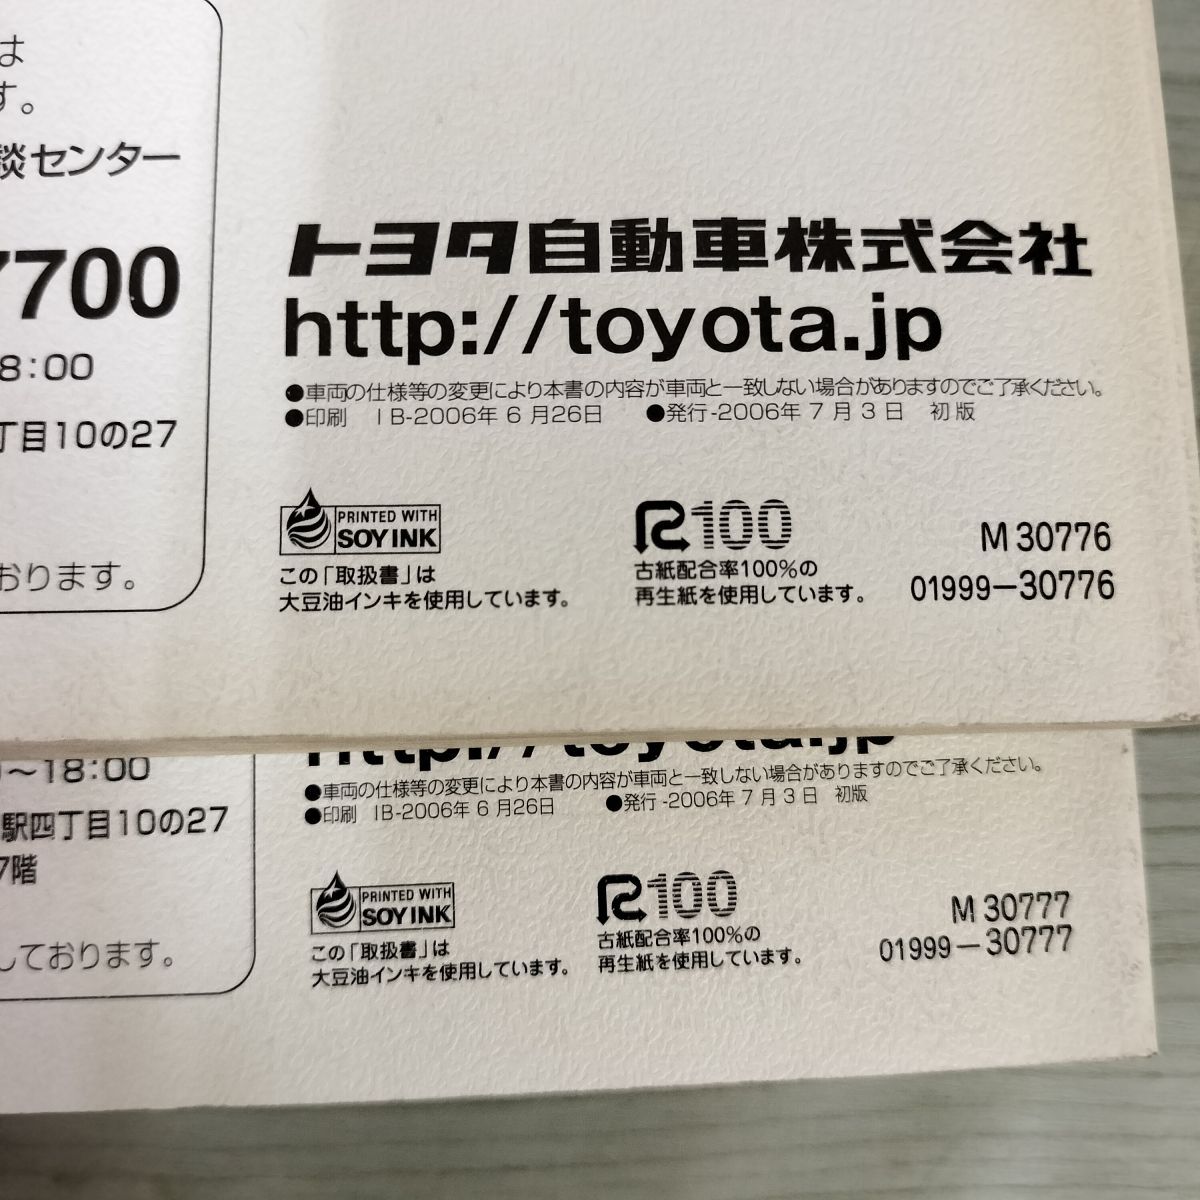 は
す。
談センター
7700
8：00
丁目10の27
おります。
トヨタ自動車株式会社
http://toyota.jp
●車両の仕様等の変更により本書の内容が車両と一致しない場合がありますのでご了承ください。
●印刷 IB-2006年 6 月26日 ●発行-2006年 7 月 3 日 初版
PRINTED WITH
SOY INK
この「取扱書」は
大豆油インキを使用しています。
R100
古紙配合率100%の
再生紙を使用しています。
M 30776
01999-30776
http://toyota.jp
～18：00
駅四丁目10の27
7階
しております。
●車両の仕様等の変更により本書の内容が車両と一致しない場合がありますのでご了承ください。
●印刷 IB-2006年 6 月26日 ●発行-2006年 7 月 3 日 初版
PRINTED WITH
SOY INK
この「取扱書」は
大豆油インキを使用しています。
R100
古紙配合率100%の
再生紙を使用しています。
M 30777
01999-30777